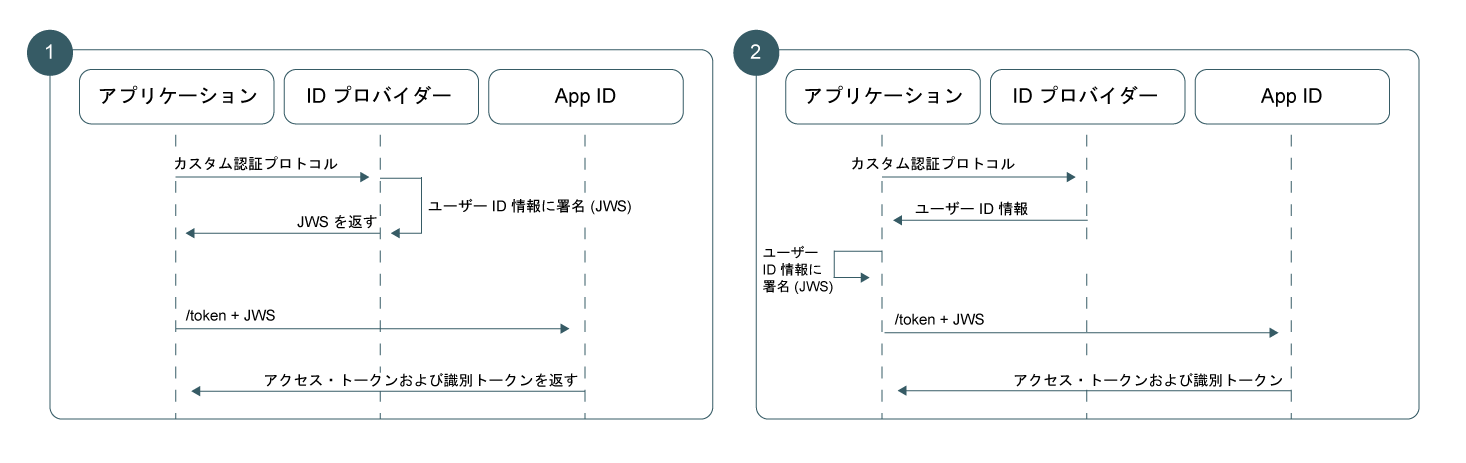 1
アプリケーション
ID プロバイダー
App ID
カスタム認証プロトコル
ユーザー ID 情報に署名 (JWS)
JWS を返す
/token + JWS
アクセス・トークンおよび識別トークンを返す
2
アプリケーション
ID プロバイダー
App ID
カスタム認証プロトコル
ユーザー ID 情報
ユーザー
ID 情報に
署名 (JWS)
/token + JWS
アクセス・トークンおよび識別トークン